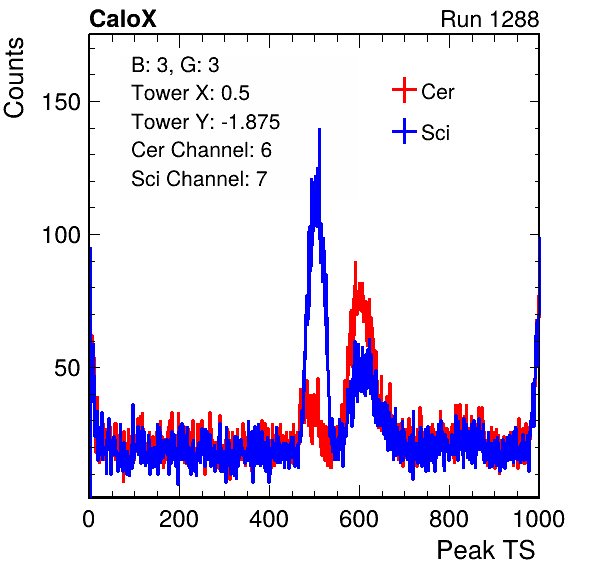 CaloX Run 1288
Counts
B: 3, G: 3
Tower X: 0.5
Tower Y: -1.875
Cer Channel: 6
Sci Channel: 7
Cer
Sci
150
100
50
0 200 400 600 800 1000
Peak TS